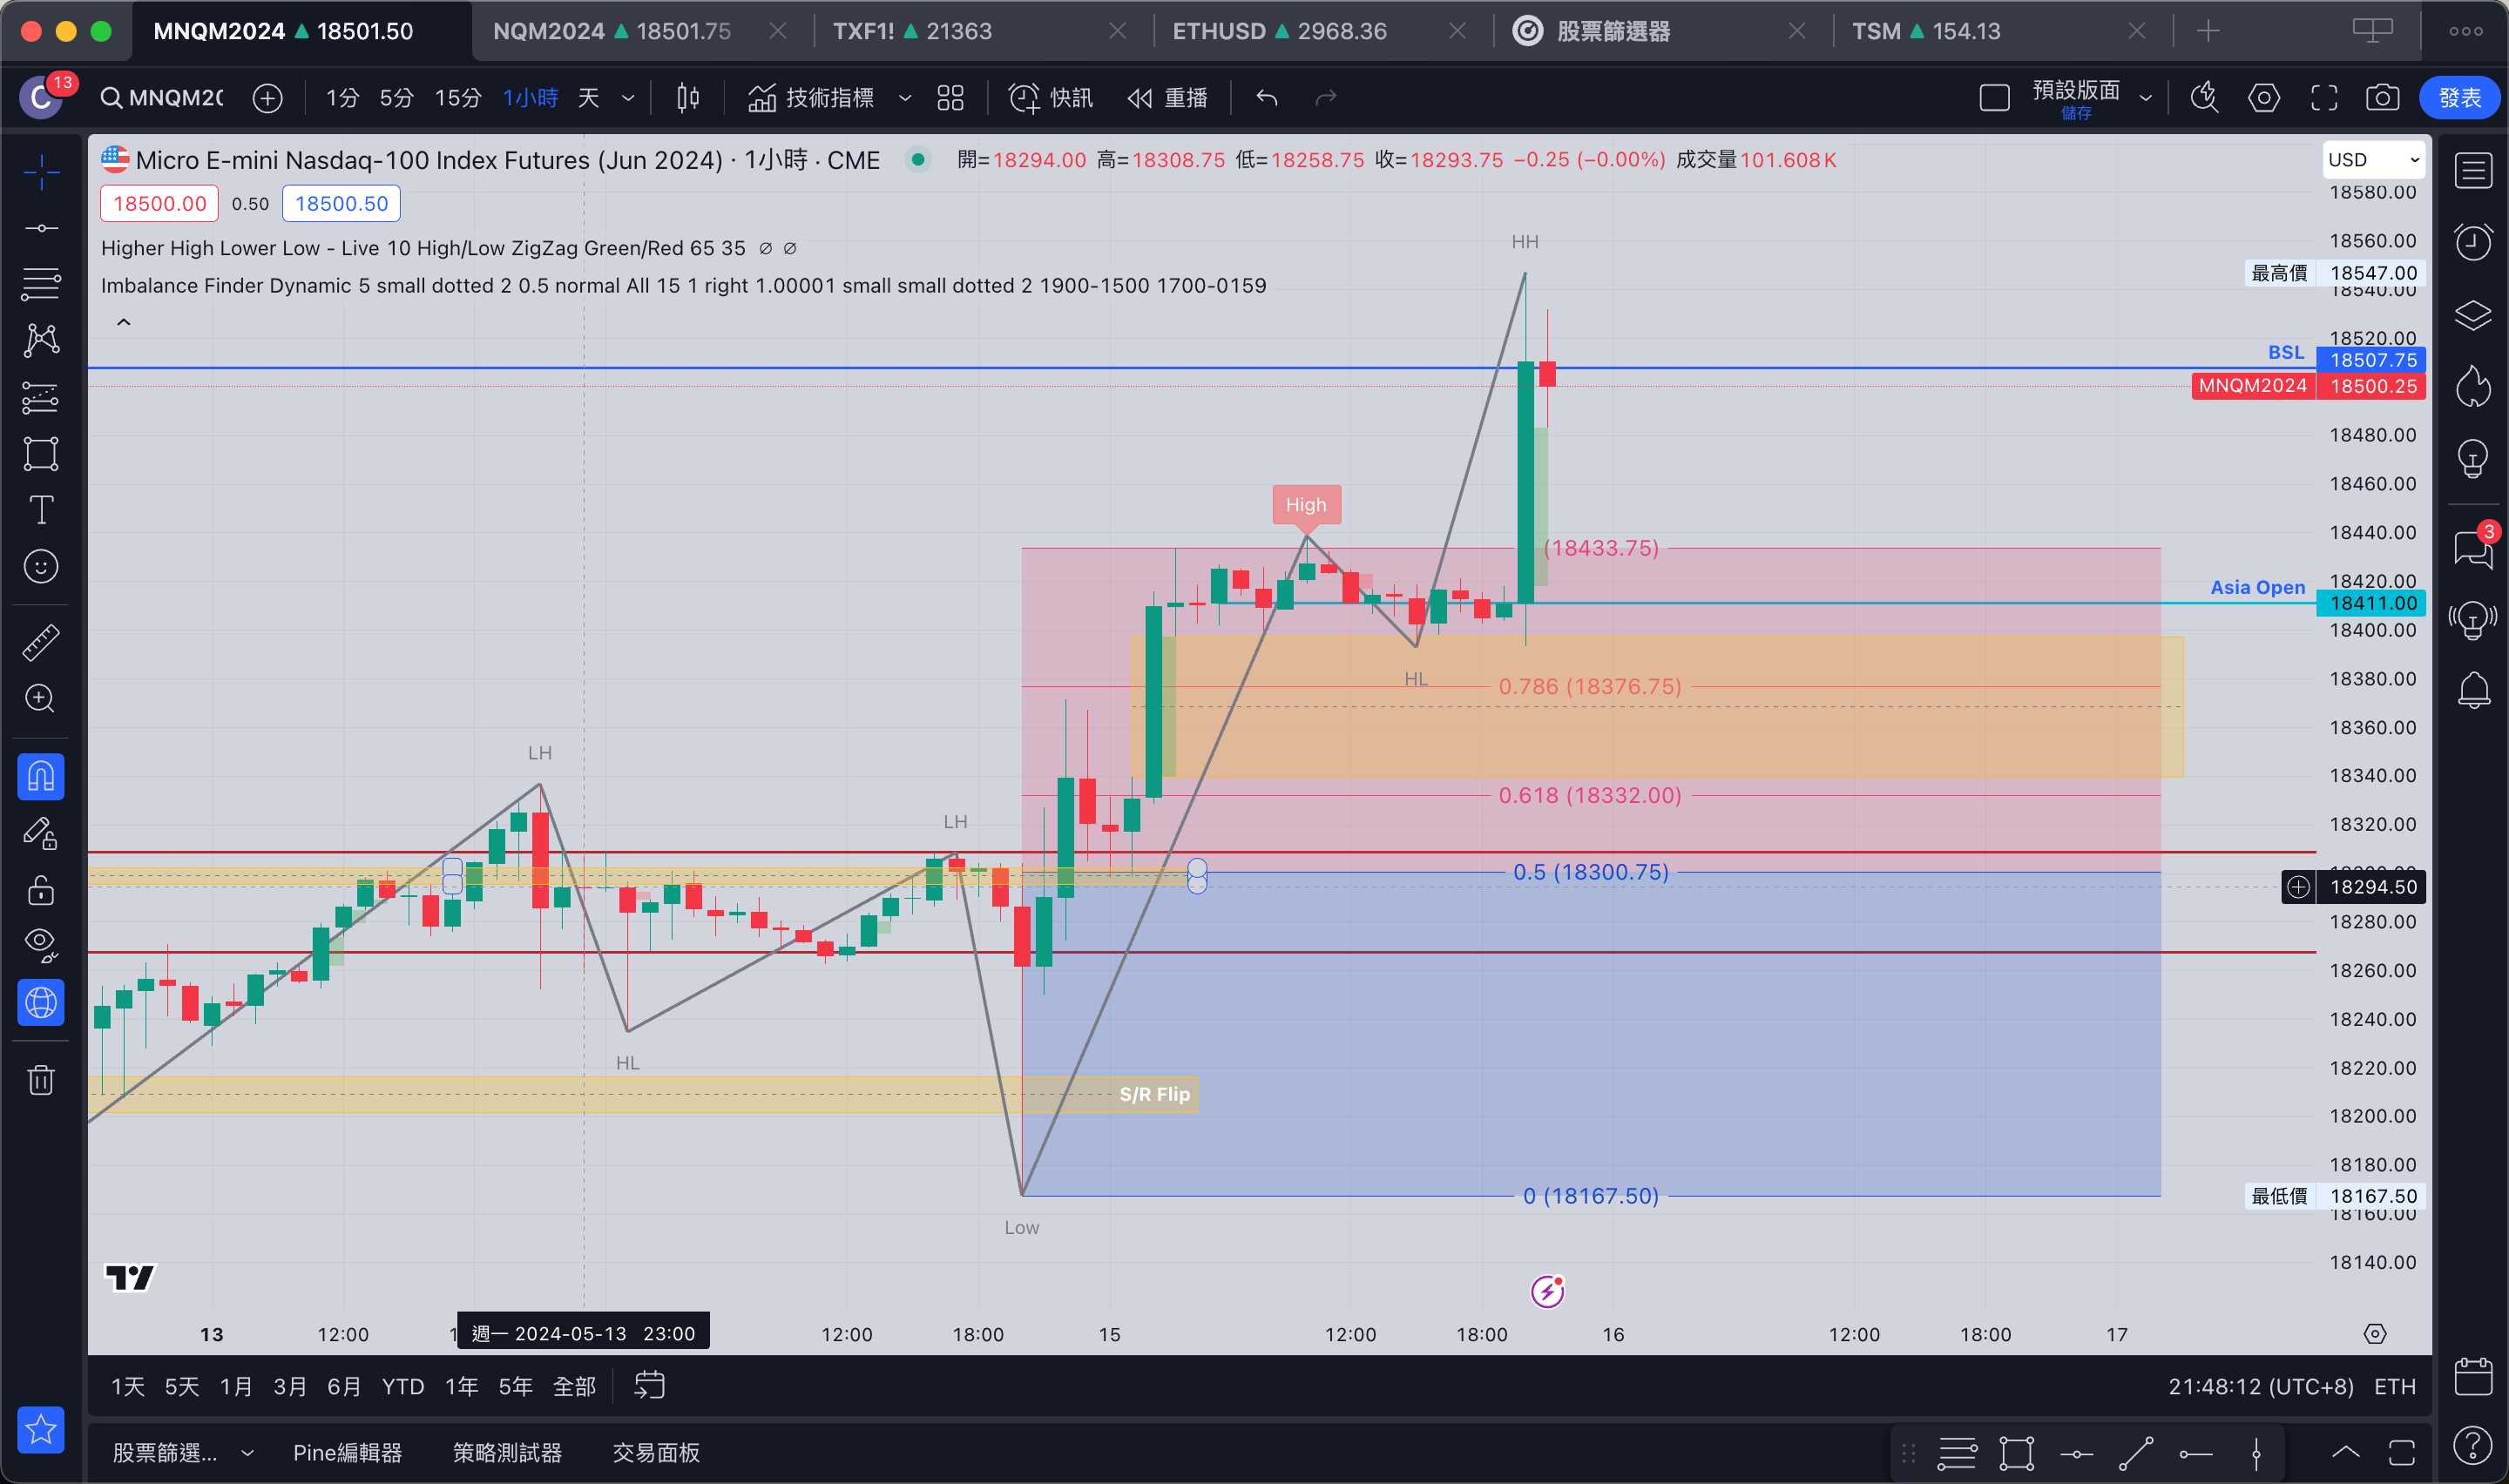 MNQM2024 ▲ 18501.50
NQM2024 ▲ 18501.75
TXF1! ▲ 21363
ETHUSD ▲ 2968.36
股票篩選器
TSM ▲ 154.13
C
13
MNQM2(
1分
5分
15分
1小時
天
技術指標
快訊
重播
預設版面
儲存
發表
Micro E-mini Nasdaq-100 Index Futures (Jun 2024) · 1小時 · CME
開=18294.00 高=18308.75 低=18258.75 收=18293.75 −0.25 (−0.00%) 成交量101.608K
18500.00
0.50
18500.50
Higher High Lower Low - Live 10 High/Low ZigZag Green/Red 65 35 ∅ ∅
Imbalance Finder Dynamic 5 small dotted 2 0.5 normal All 15 1 right 1.00001 small small dotted 2 1900-1500 1700-0159
USD
18580.00
18560.00
最高價 18547.00
18540.00
18520.00
BSL 18507.75
MNQM2024 18500.25
18480.00
18460.00
18440.00
18420.00
Asia Open 18411.00
18400.00
18380.00
18360.00
18340.00
18320.00
18294.50
18280.00
18260.00
18240.00
18220.00
18200.00
18180.00
最低價 18167.50
18160.00
18140.00
HH
High
(18433.75)
HL
0.786 (18376.75)
LH
0.618 (18332.00)
LH
0.5 (18300.75)
HL
S/R Flip
0 (18167.50)
Low
13
12:00
週一 2024-05-13 23:00
12:00
18:00
15
12:00
18:00
16
12:00
18:00
17
1天
5天
1月
3月
6月
YTD
1年
5年
全部
21:48:12 (UTC+8)
ETH
股票篩選...
Pine編輯器
策略測試器
交易面板
3